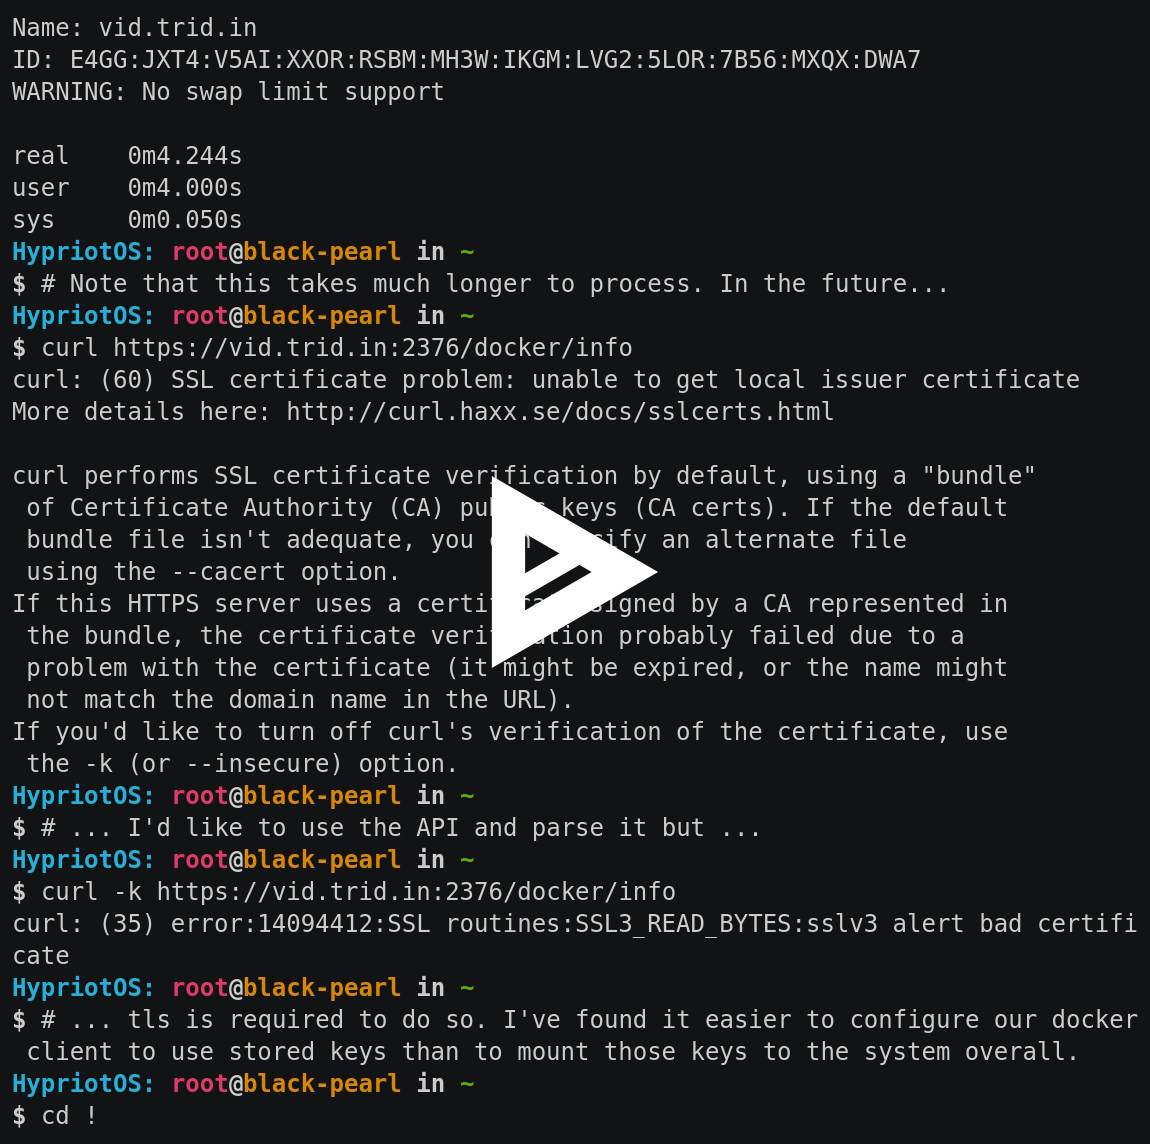 Name: vid.trid.in
ID: E4GG:JXT4:V5AI:XXOR:RSBM:MH3W:IKGM:LVG2:5LOR:7B56:MXQX:DWA7
WARNING: No swap limit support
real    0m4.244s
user    0m4.000s
sys     0m0.050s
HypriotOS: root@black-pearl in ~
$ # Note that this takes much longer to process. In the future...
HypriotOS: root@black-pearl in ~
$ curl https://vid.trid.in:2376/docker/info
curl: (60) SSL certificate problem: unable to get local issuer certificate
More details here: http://curl.haxx.se/docs/sslcerts.html
curl performs SSL certificate verification by default, using a "bundle"
 of Certificate Authority (CA) keys (CA certs). If the default
 bundle file isn't adequate, you an alternate file
 using the --cacert option.
If this HTTPS server uses a signed by a CA represented in
 the bundle, the certificate verification probably failed due to a
 problem with the certificate (it might be expired, or the name might
 not match the domain name in the URL).
If you'd like to turn off curl's verification of the certificate, use
 the -k (or --insecure) option.
HypriotOS: root@black-pearl in ~
$ # ... I'd like to use the API and parse it but ...
HypriotOS: root@black-pearl in ~
$ curl -k https://vid.trid.in:2376/docker/info
curl: (35) error:14094412:SSL routines:SSL3_READ_BYTES:sslv3 alert bad certifi
cate
HypriotOS: root@black-pearl in ~
$ # ... tls is required to do so. I've found it easier to configure our docker
 client to use stored keys than to mount those keys to the system overall.
HypriotOS: root@black-pearl in ~
$ cd !